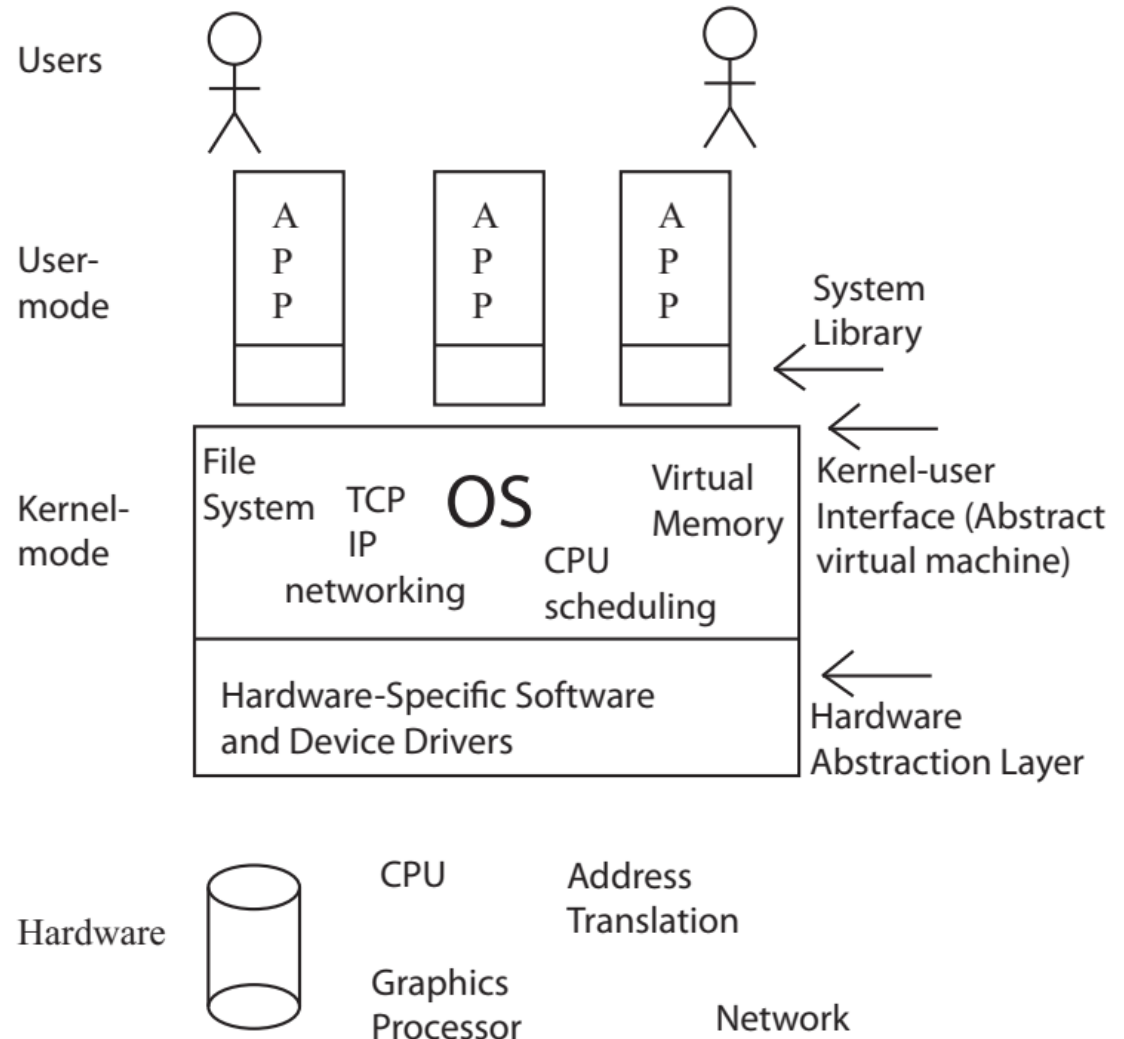 Users
User-
mode
A
P
P
A
P
P
A
P
P
System
Library
Kernel-
mode
File
System
TCP
IP
networking
OS
CPU
scheduling
Virtual
Memory
Kernel-user
Interface (Abstract
virtual machine)
Hardware-Specific Software
and Device Drivers
Hardware
Abstraction Layer
Hardware
CPU
Address
Translation
Graphics
Processor
Network